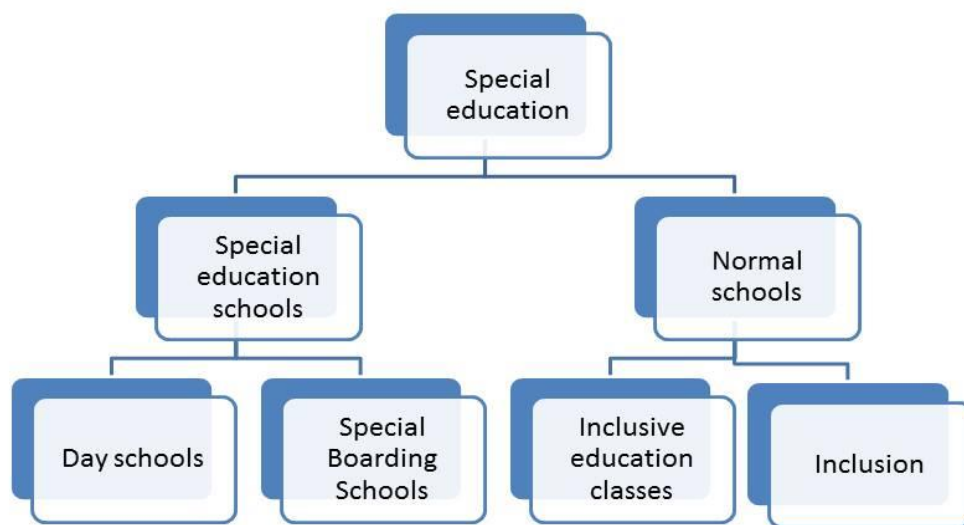 Special
education
Special
education
schools
Normal
schools
Day schools
Special
Boarding
Schools
Inclusive
education
classes
Inclusion